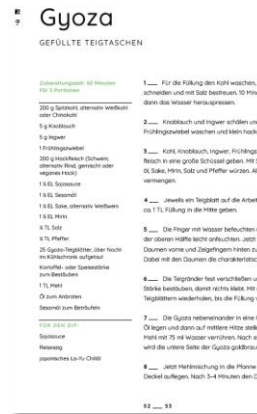 餃
子
Gyoza
GEFÜLLTE TEIGTASCHEN
Zubereitungszeit: 60 Minuten
Für 3 Portionen
200 g Spitzkohl, alternativ Weißkohl
oder Chinakohl
5 g Knoblauch
5 g Ingwer
1 Frühlingszwiebel
200 g Hackfleisch (Schwein,
alternativ Rind, gemischt oder
veganes Hack)
1 EL Sojasauce
1 EL Sesamöl
1 EL Sake, alternativ Weißwein
1 EL Mirin
½ TL Salz
½ TL Pfeffer
25 Gyoza-Teigblätter, über Nacht
im Kühlschrank aufgetaut
Kartoffel- oder Speisestärke
zum Bestäuben
1 TL Mehl
Öl zum Anbraten
Sesamöl zum Beträufeln
FÜR DEN DIP:
Sojasauce
Reisessig
japanisches La-Yu Chiliöl
1 Für die Füllung den Kohl waschen,
schneiden und mit Salz bestreuen. 10 Min
dann das Wasser herauspressen.
2 Knoblauch und Ingwer schälen un
Frühlingszwiebel waschen und klein hack
3 Kohl, Knoblauch, Ingwer, Frühlings
fleisch in eine große Schüssel geben. Mit
öl, Sake, Mirin, Salz und Pfeffer würzen. Al
vermengen.
4 Jeweils ein Teigblatt auf die Arbeit
ca. 1 TL Füllung in die Mitte geben.
5 Die Finger mit Wasser befeuchten
der oberen Hälfte leicht anfeuchten. Jetzt
Daumen vorne und Zeigefingern hinten zu
Dabei mit den Daumen die charakteristisc
6 Die Teigränder fest verschließen u
Stärke bestäuben, damit nichts klebt. Mit
Teigblättern wiederholen, bis die Füllung
7 Die Gyoza nebeneinander in eine
Öl legen und dann auf mittlere Hitze stelle
Mehl mit 75 ml Wasser verrühren. Nach
wird die untere Seite der Gyoza goldbrau
8 Jetzt Mehlmischung in die Pfanne
Deckel auflegen. Nach 3–4 Minuten den D
52 53